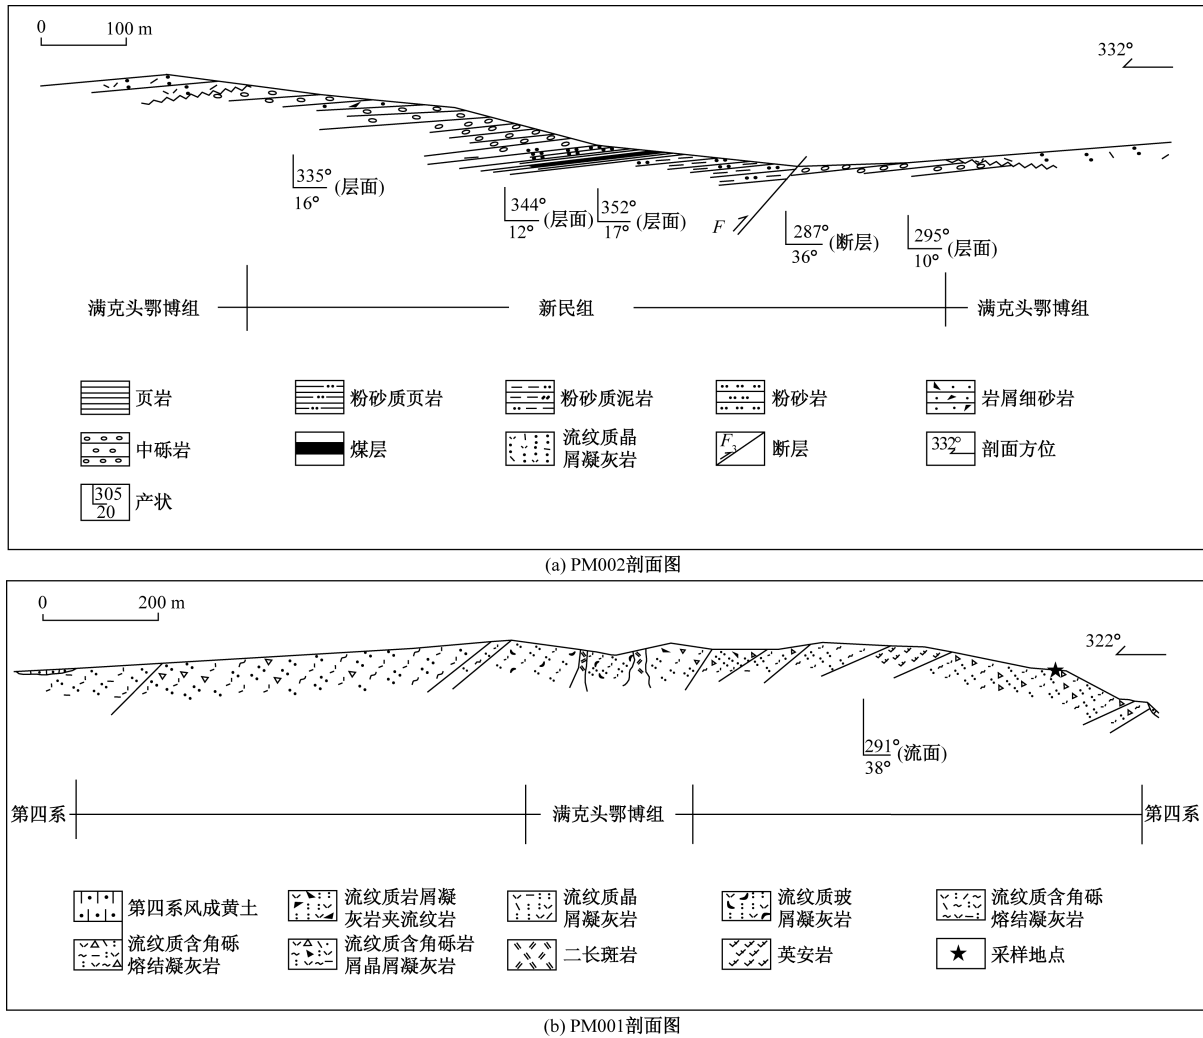 0 100 m
332°
335°
16°
(层面)
344°
12°
(层面)
352°
17°
(层面)
F
287°
36°
(断层)
295°
10°
(层面)
满克头鄂博组
新民组
满克头鄂博组
页岩
粉砂质页岩
粉砂质泥岩
粉砂岩
岩屑细砂岩
中砾岩
煤层
流纹质晶
屑凝灰岩
F3
断层
332°
剖面方位
305
20
产状
(a) PM002剖面图
0 200 m
322°
291°
38°
(流面)
第四系
满克头鄂博组
第四系
第四系风成黄土
流纹质岩屑凝
灰岩夹流纹岩
流纹质晶
屑凝灰岩
流纹质玻
屑凝灰岩
流纹质含角砾
熔结凝灰岩
流纹质含角砾
熔结凝灰岩
流纹质含角砾岩
屑晶屑凝灰岩
二长斑岩
英安岩
采样地点
(b) PM001剖面图